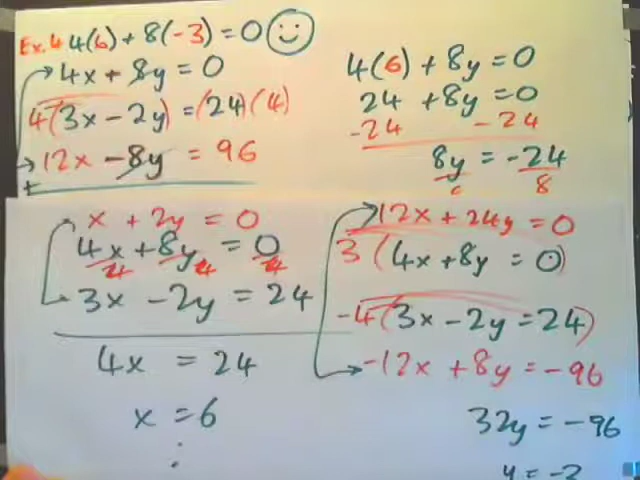 Ex. 4 4(6) + 8(-3) = 0
4x + 8y = 0
4(3x - 2y) = (24)(4)
12x - 8y = 96
+
4(6) + 8y = 0
24 + 8y = 0
-24 -24
8y = -24
8
x + 2y = 0
4x + 8y = 0
4 4 4
3x - 2y = 24
4x = 24
x = 6
⋮
12x + 24y = 0
3(4x + 8y = 0)
-4(3x - 2y = 24)
-12x + 8y = -96
32y = -96
y = -3